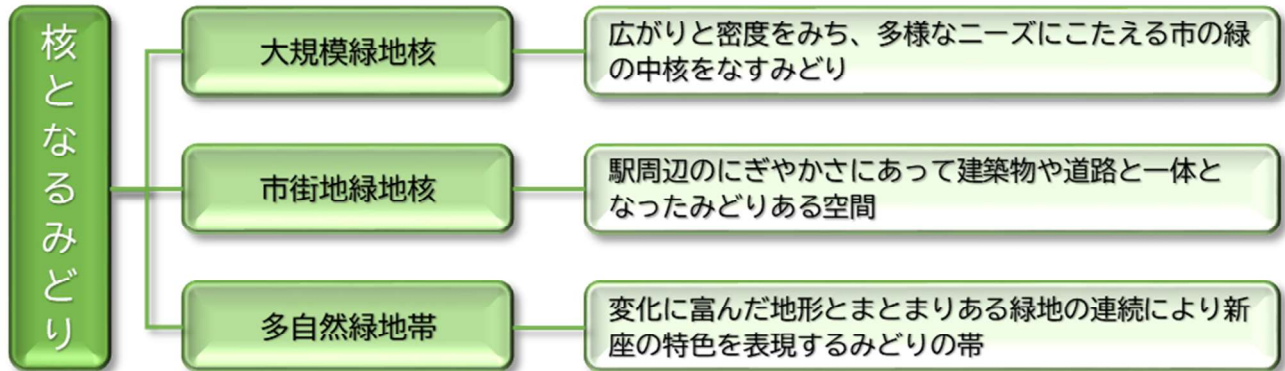 核となるみどり
大規模緑地核
広がりと密度をみち、多様なニーズにこたえる市の緑
の中核をなすみどり
市街地緑地核
駅周辺のにぎやかさにあって建築物や道路と一体と
なったみどりある空間
多自然緑地帯
変化に富んだ地形とまとまりある緑地の連続により新
座の特色を表現するみどりの帯